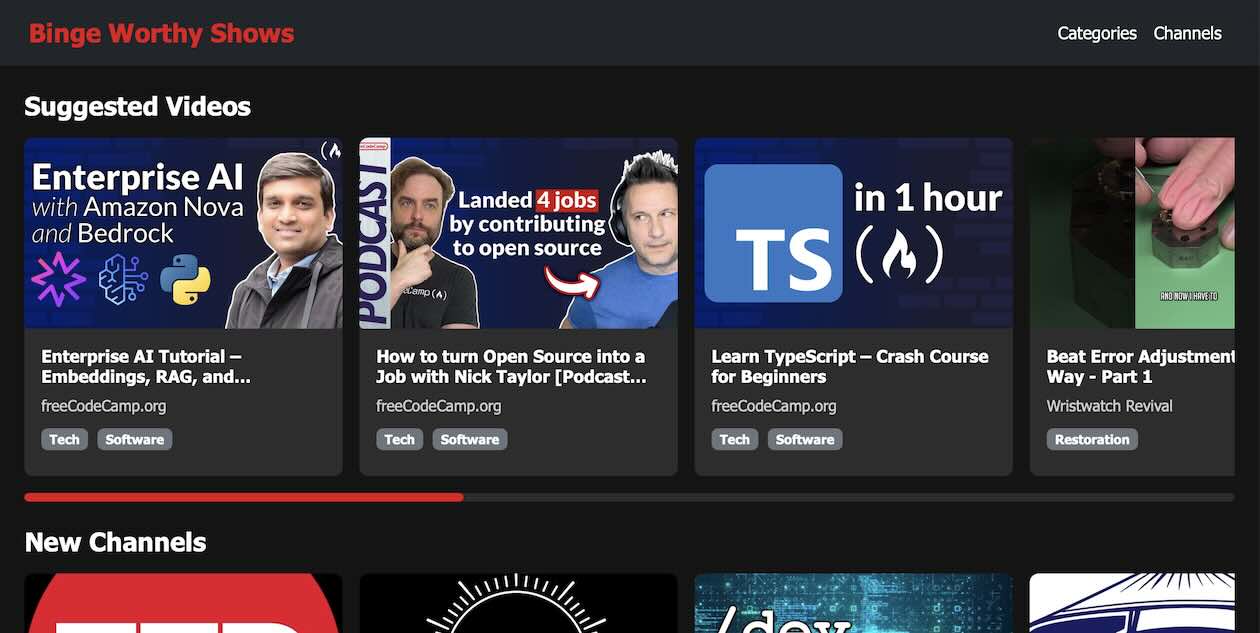 Binge Worthy Shows
Categories
Channels
Suggested Videos
Enterprise AI
with Amazon Nova
and Bedrock
PODCAST
Landed 4 jobs
by contributing
to open source
TS
in 1 hour
AND NOW I HAVE TO
Enterprise AI Tutorial –
Embeddings, RAG, and...
freeCodeCamp.org
Tech
Software
How to turn Open Source into a
Job with Nick Taylor [Podcast...
freeCodeCamp.org
Tech
Software
Learn TypeScript – Crash Course
for Beginners
freeCodeCamp.org
Tech
Software
Beat Error Adjustment
Way - Part 1
Wristwatch Revival
Restoration
New Channels
TED
/dev